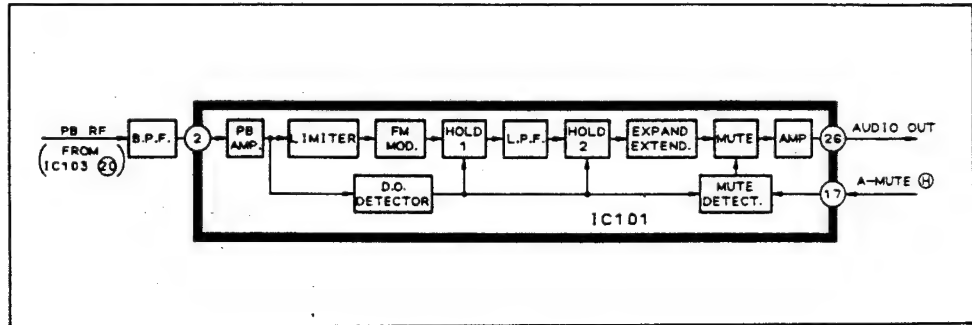 PB RF
(FROM
IC103 20)
B.P.F.
2
PB
AMP.
LIMITER
FM
MOD.
HOLD
1
L.P.F.
HOLD
2
EXPAND
EXTEND.
MUTE
AMP
26
AUDIO OUT
D.O.
DETECTOR
MUTE
DETECT.
17
A-MUTE H
IC101